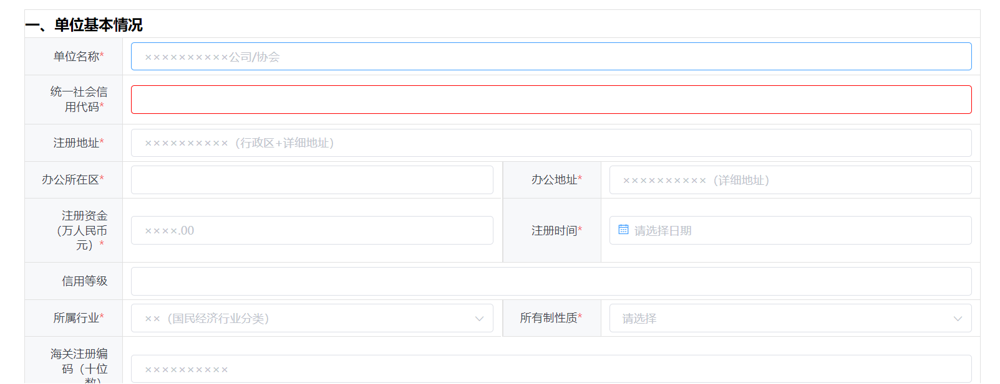 一、单位基本情况
单位名称*
××××××××××公司/协会
统一社会信
用代码*
注册地址*
××××××××××（行政区+详细地址）
办公所在区*
办公地址*
××××××××××（详细地址）
注册资金
（万人民币
元）*
××××.00
注册时间*
请选择日期
信用等级
所属行业*
××（国民经济行业分类）
所有制性质*
请选择
海关注册编
码（十位
数）
××××××××××